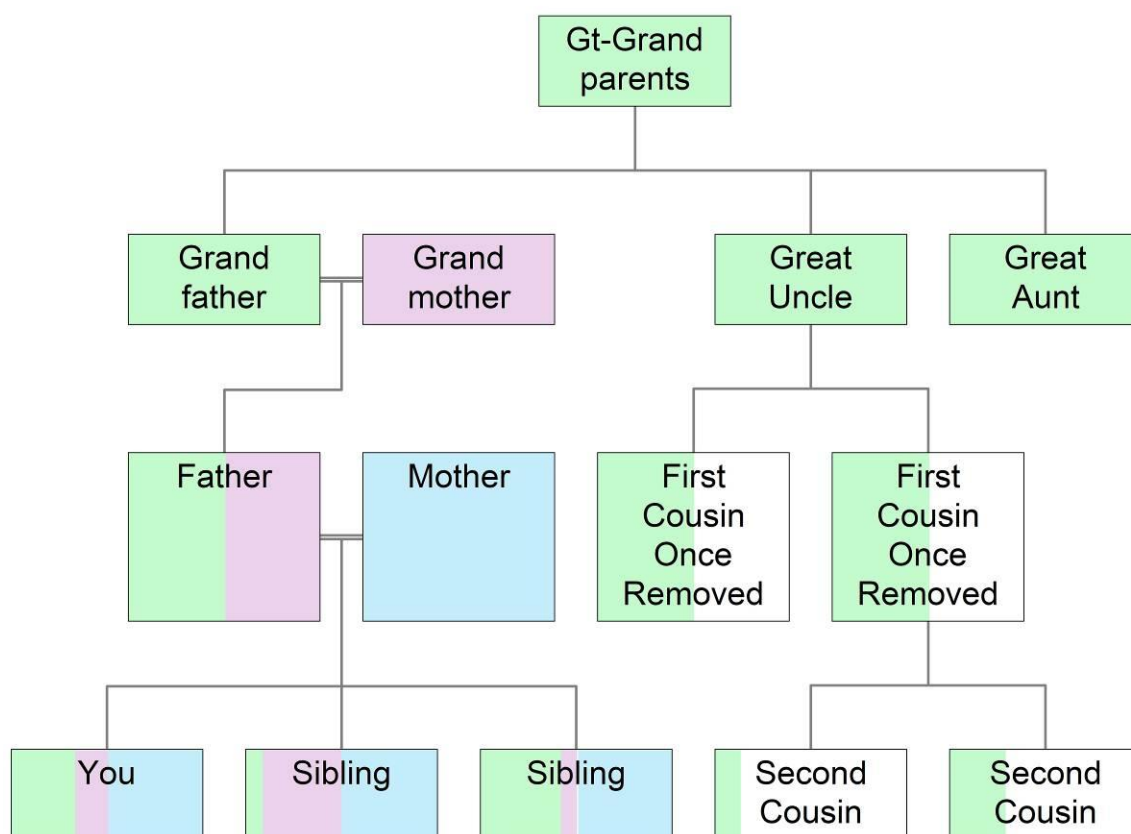 Gt-Grand
parents
Grand
father
Grand
mother
Great
Uncle
Great
Aunt
Father
Mother
First
Cousin
Once
Removed
First
Cousin
Once
Removed
You
Sibling
Sibling
Second
Cousin
Second
Cousin